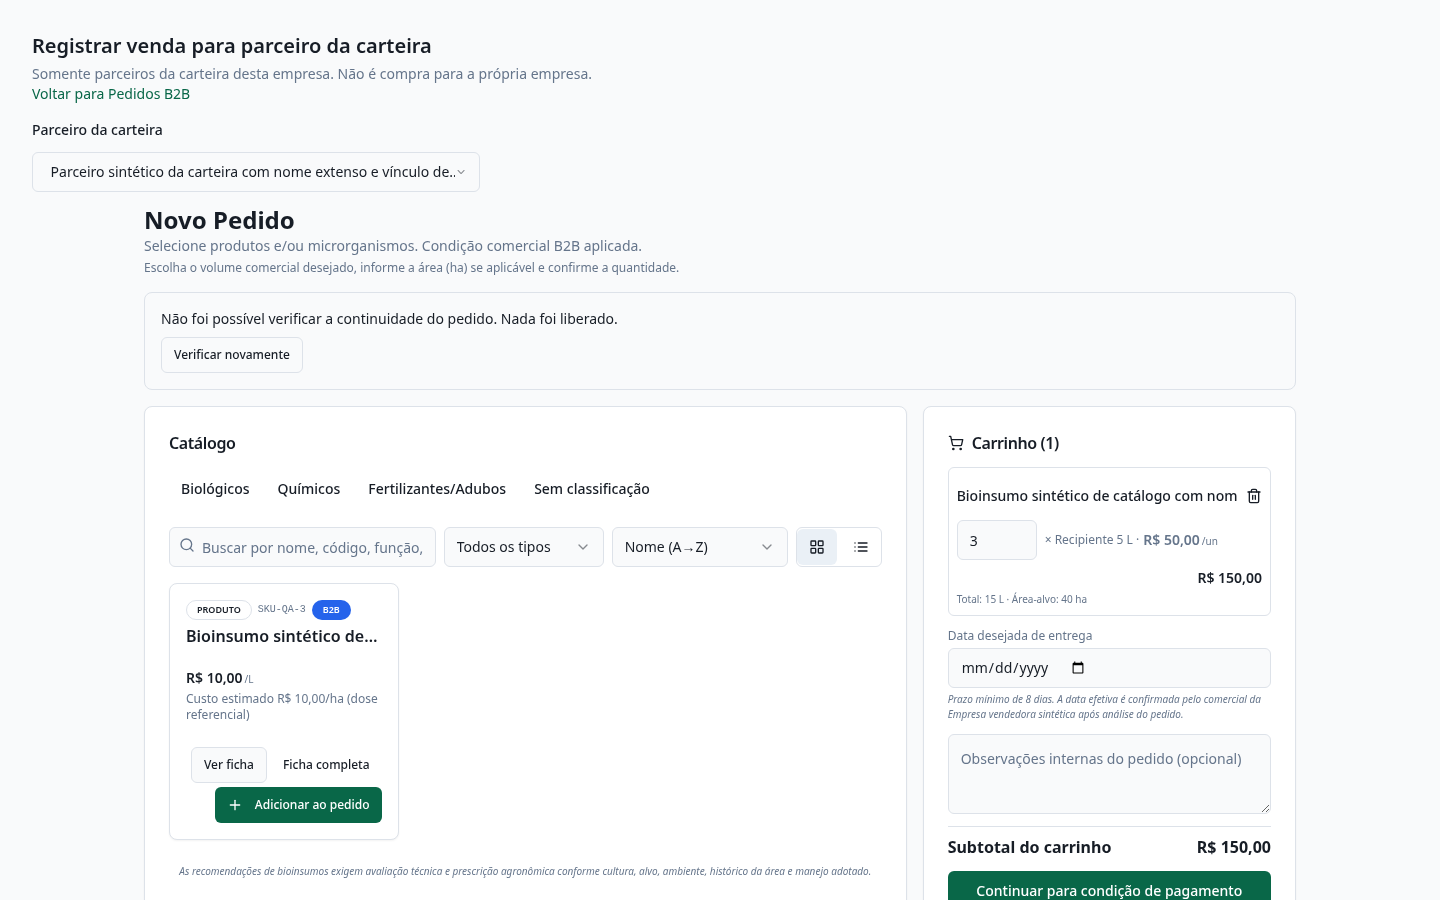 Registrar venda para parceiro da carteira
Somente parceiros da carteira desta empresa. Não é compra para a própria empresa.
Voltar para Pedidos B2B
Parceiro da carteira
Parceiro sintético da carteira com nome extenso e vínculo de..
Novo Pedido
Selecione produtos e/ou microrganismos. Condição comercial B2B aplicada.
Escolha o volume comercial desejado, informe a área (ha) se aplicável e confirme a quantidade.
Não foi possível verificar a continuidade do pedido. Nada foi liberado.
Verificar novamente
Catálogo
Biológicos Químicos Fertilizantes/Adubos Sem classificação
Buscar por nome, código, função, Todos os tipos Nome (A→Z)
PRODUTO SKU-QA-3 B2B
Bioinsumo sintético de...
R$ 10,00 /L
Custo estimado R$ 10,00/ha (dose
referencial)
Ver ficha Ficha completa
Adicionar ao pedido
As recomendações de bioinsumos exigem avaliação técnica e prescrição agronômica conforme cultura, alvo, ambiente, histórico da área e manejo adotado.
Carrinho (1)
Bioinsumo sintético de catálogo com nom
3 × Recipiente 5 L · R$ 50,00 /un
R$ 150,00
Total: 15 L · Área-alvo: 40 ha
Data desejada de entrega
mm/dd/yyyy
Prazo mínimo de 8 dias. A data efetiva é confirmada pelo comercial da
Empresa vendedora sintética após análise do pedido.
Observações internas do pedido (opcional)
Subtotal do carrinho R$ 150,00
Continuar para condição de pagamento